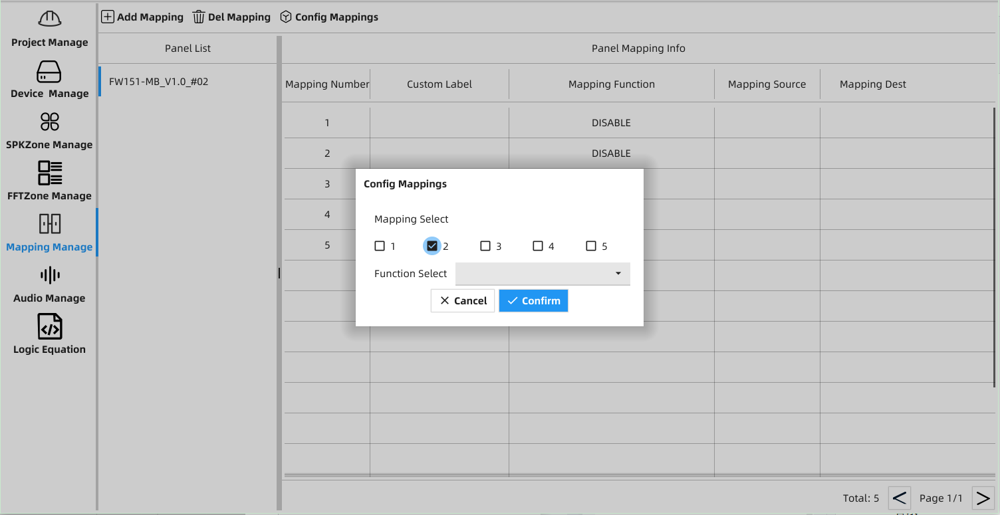 Add Mapping Del Mapping Config Mappings
Project Manage
Device Manage
SPKZone Manage
FFTZone Manage
Mapping Manage
Audio Manage
Logic Equation
Panel List
FW151-MB_V1.0_#02
Panel Mapping Info
Mapping Number Custom Label Mapping Function Mapping Source Mapping Dest
1 DISABLE
2 DISABLE
3
4
5
Config Mappings
Mapping Select
1 2 3 4 5
Function Select
Cancel Confirm
Total: 5 Page 1/1